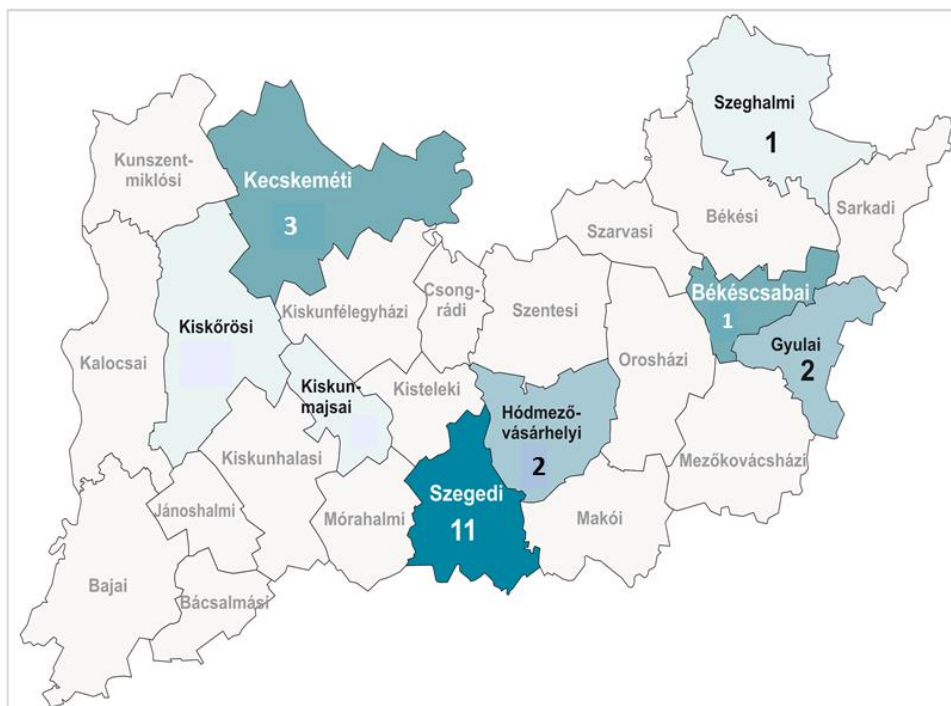 Szeghalmi
1
Kunszent-
miklósi
Kecskeméti
3
Sarkadi
Békési
Szarvasi
Békéscsabai
1
Csong-
rádi
Kiskunfélegyházi
Szentesi
Kiskőrösi
Gyulai
2
Kalocsai
Orosházi
Kiskun-
majsai
Kisteleki
Hódmező-
vásárhelyi
2
Kiskunhalasi
Mezőkovácsházi
Szegedi
11
Jánoshalmi
Mórahalmi
Makói
Bajai
Bácsalmási